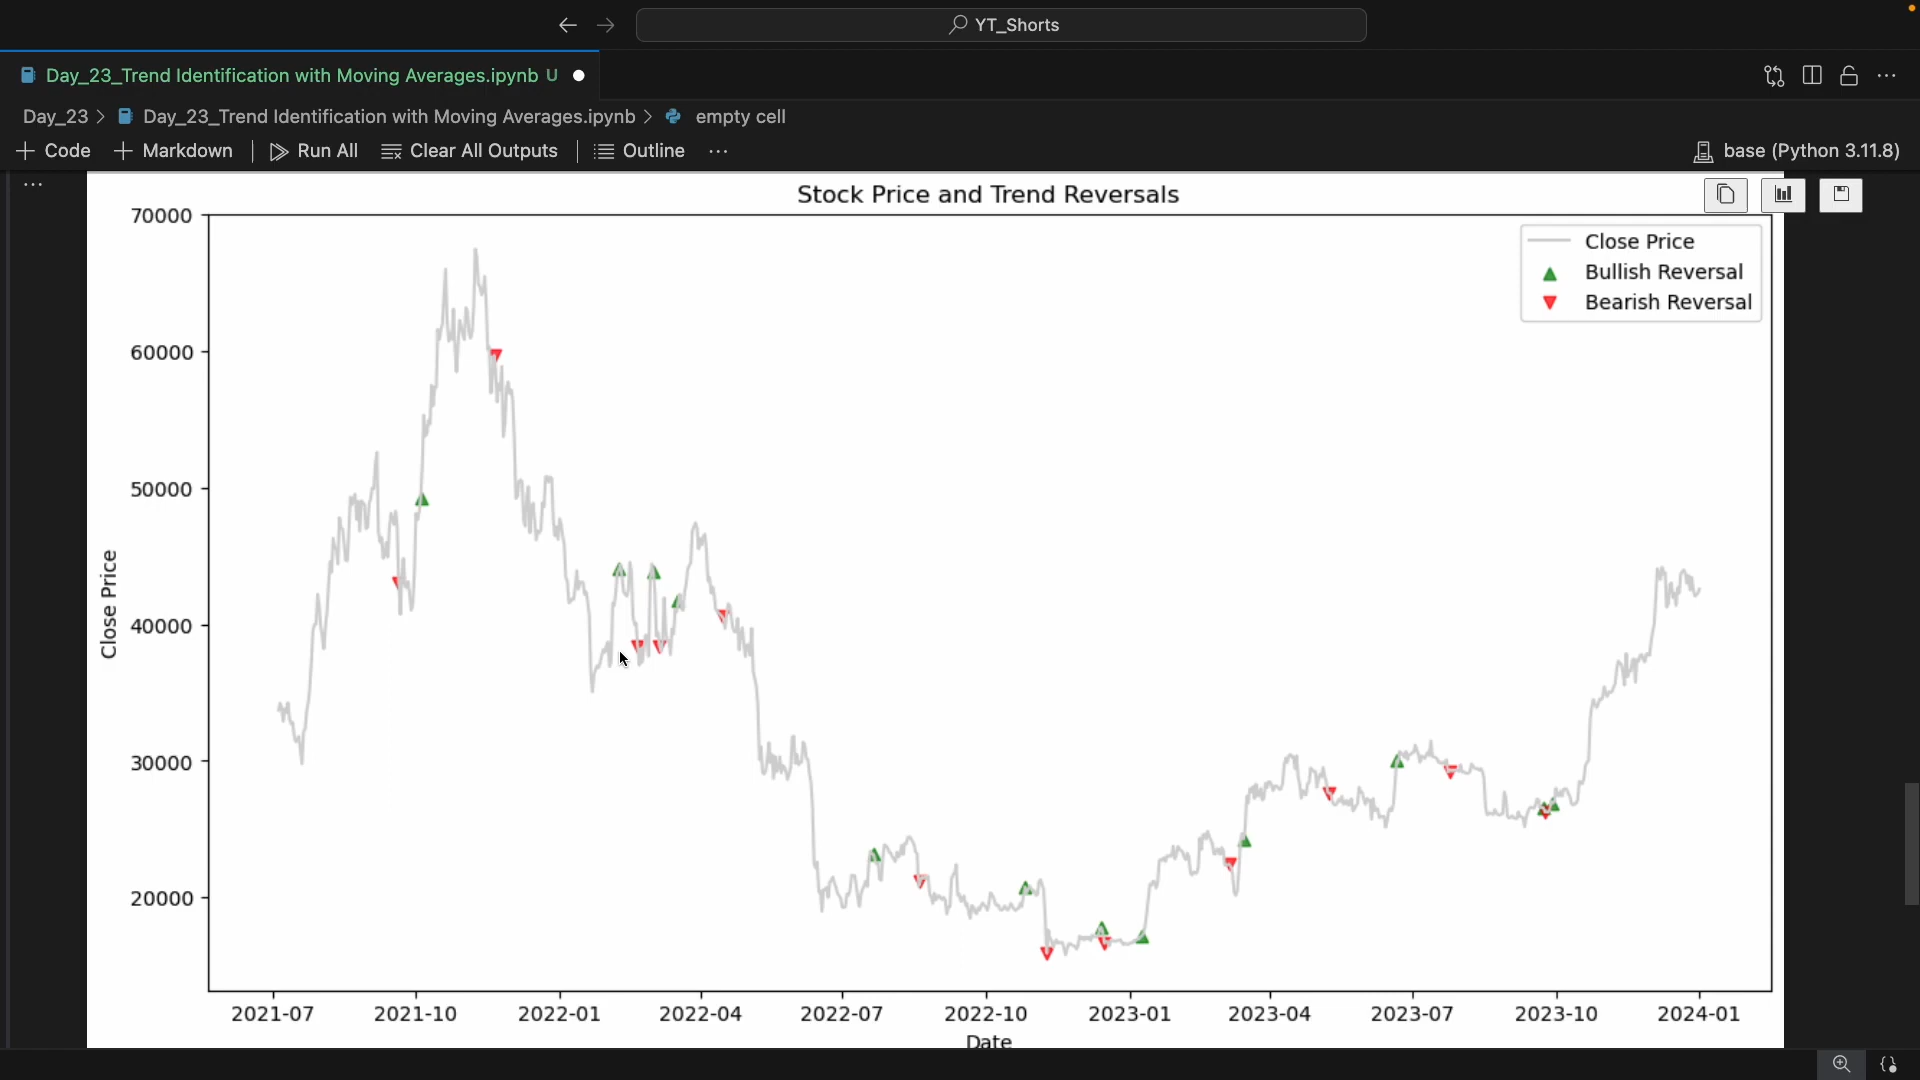 YT_Shorts
Day_23_Trend Identification with Moving Averages.ipynb U
Day_23 > Day_23_Trend Identification with Moving Averages.ipynb > empty cell
+ Code + Markdown Run All Clear All Outputs Outline ... base (Python 3.11.8)
...
Stock Price and Trend Reversals
Close Price
Bullish Reversal
Bearish Reversal
70000
60000
50000
40000
30000
20000
Close Price
2021-07 2021-10 2022-01 2022-04 2022-07 2022-10 2023-01 2023-04 2023-07 2023-10 2024-01
Date